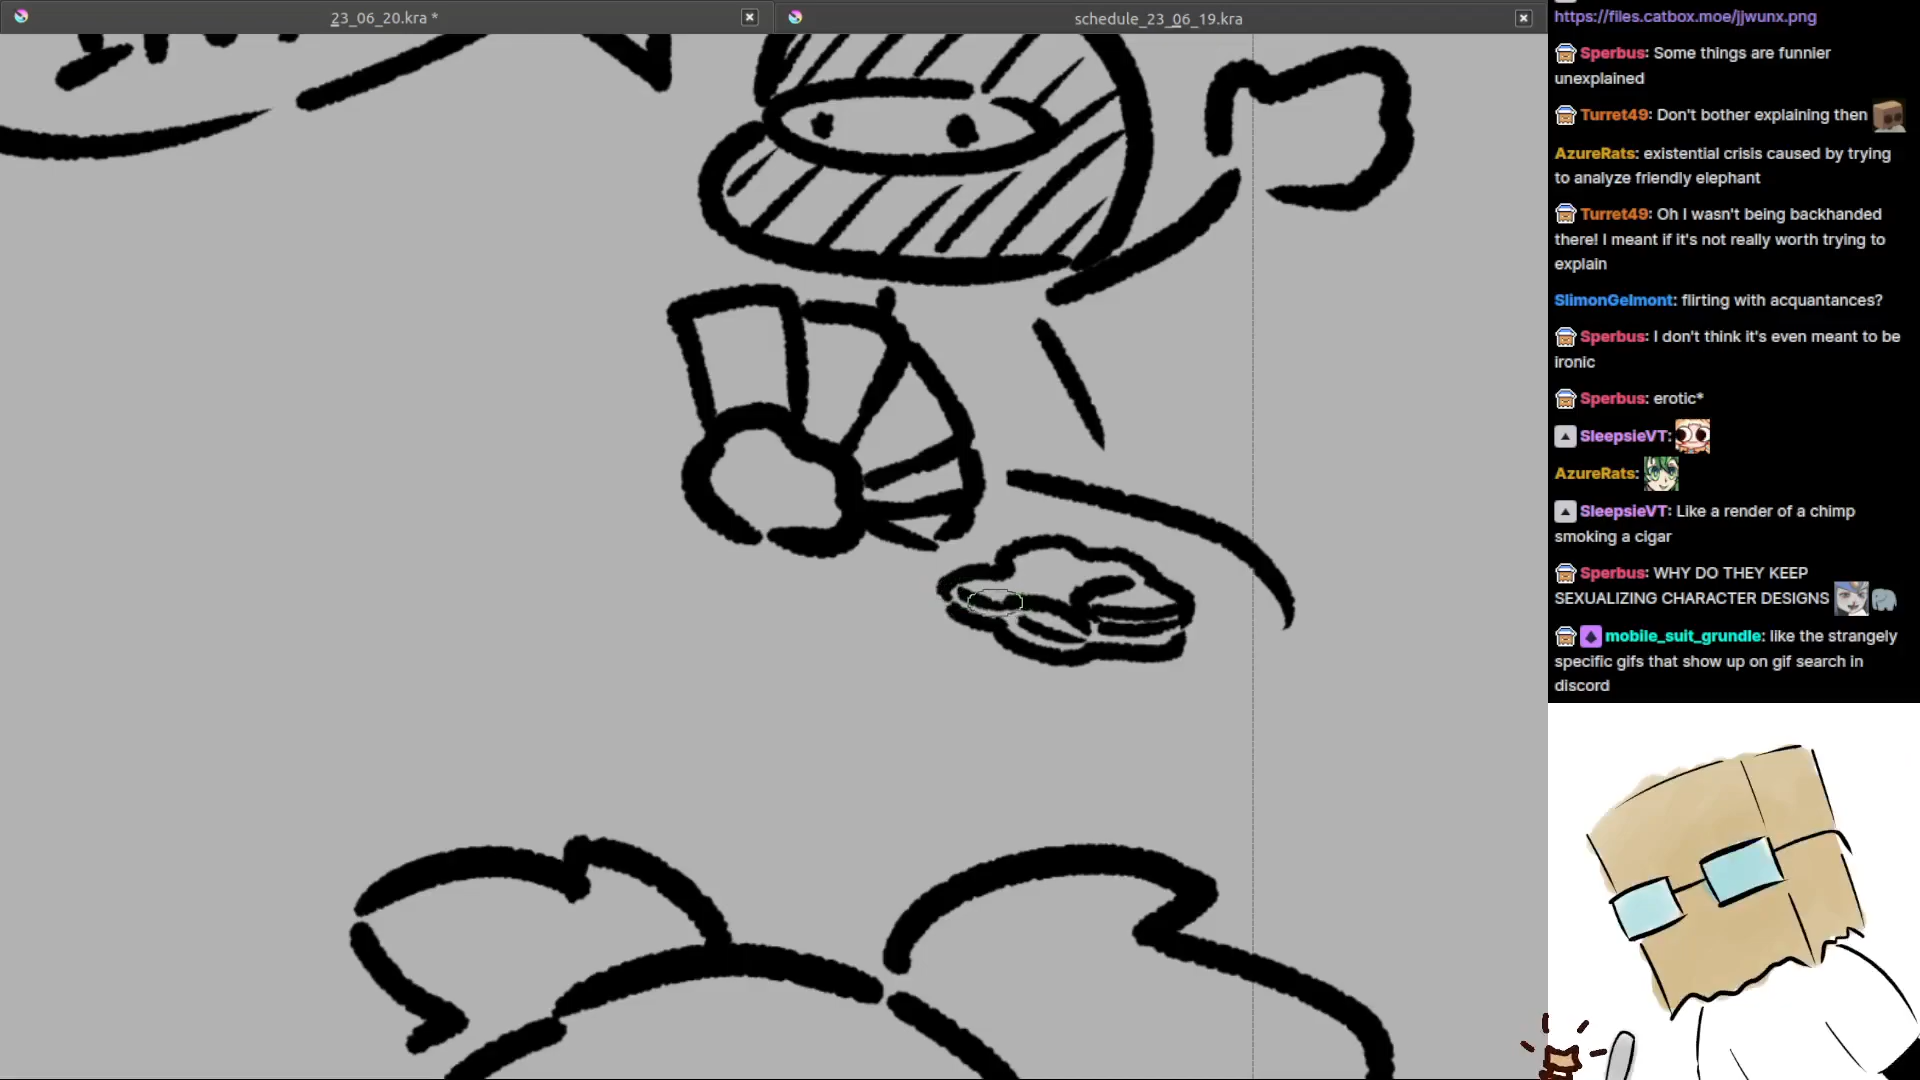 23_06_20.kra *
schedule_23_06_19.kra
https://files.catbox.moe/jjwunx.png
Sperbus: Some things are funnier
unexplained
Turret49: Don't bother explaining then
AzureRats: existential crisis caused by trying
to analyze friendly elephant
Turret49: Oh I wasn't being backhanded
there! I meant if it's not really worth trying to
explain
SlimonGelmont: flirting with acquantances?
Sperbus: I don't think it's even meant to be
ironic
Sperbus: erotic*
SleepsieVT:
AzureRats:
SleepsieVT: Like a render of a chimp
smoking a cigar
Sperbus: WHY DO THEY KEEP
SEXUALIZING CHARACTER DESIGNS
mobile_suit_grundle: like the strangely
specific gifs that show up on gif search in
discord